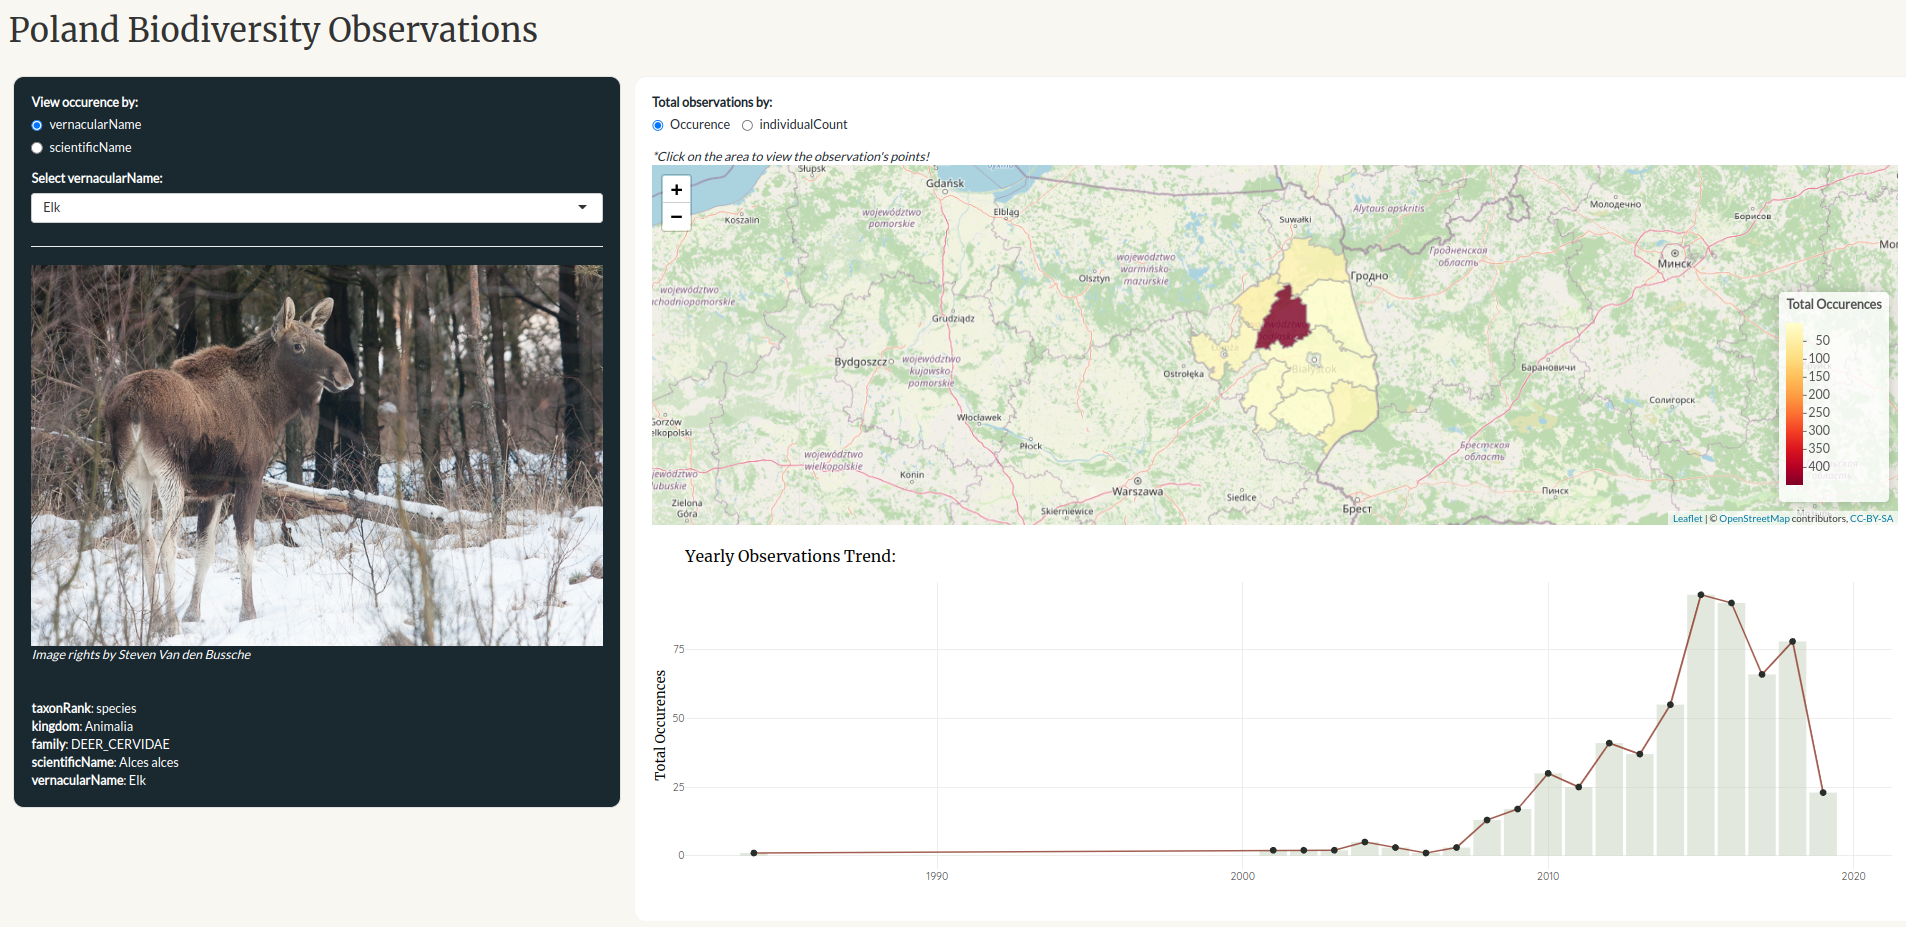 Poland Biodiversity Observations
View occurence by:
vernacularName
scientificName
Select vernacularName:
Elk
Image rights by Steven Van den Bussche
taxonRank: species
kingdom: Animalia
family: DEER_CERVIDAE
scientificName: Alces alces
vernacularName: Elk
Total observations by:
Occurence individualCount
*Click on the area to view the observation's points!
+
−
Słupsk
Gdańsk
Koszalin
województwo
pomorskie
Elbląg
Suwałki
Alytaus apskritis
Молодечно
Борисов
Гродненская
область
Минск
województwo
warmińsko-
mazurskie
Olsztyn
Гродно
województwo
achodniopomorskie
Grudziądz
Bydgoszcz
województwo
kujawsko-
pomorskie
Łomża
Białystok
Ostrołęka
Барановичи
Солигорск
Gorzów
elkopolski
Włocławek
Płock
Брестская
область
województwo
wielkopolskie
województwo
lubuskie
Konin
Warszawa
Siedlce
Пинск
Zielona
Góra
Skierniewice
Брест
Total Occurences
50
100
150
200
250
300
350
400
Leaflet | © OpenStreetMap contributors, CC-BY-SA
Yearly Observations Trend:
Total Occurences
75
50
25
0
1990
2000
2010
2020